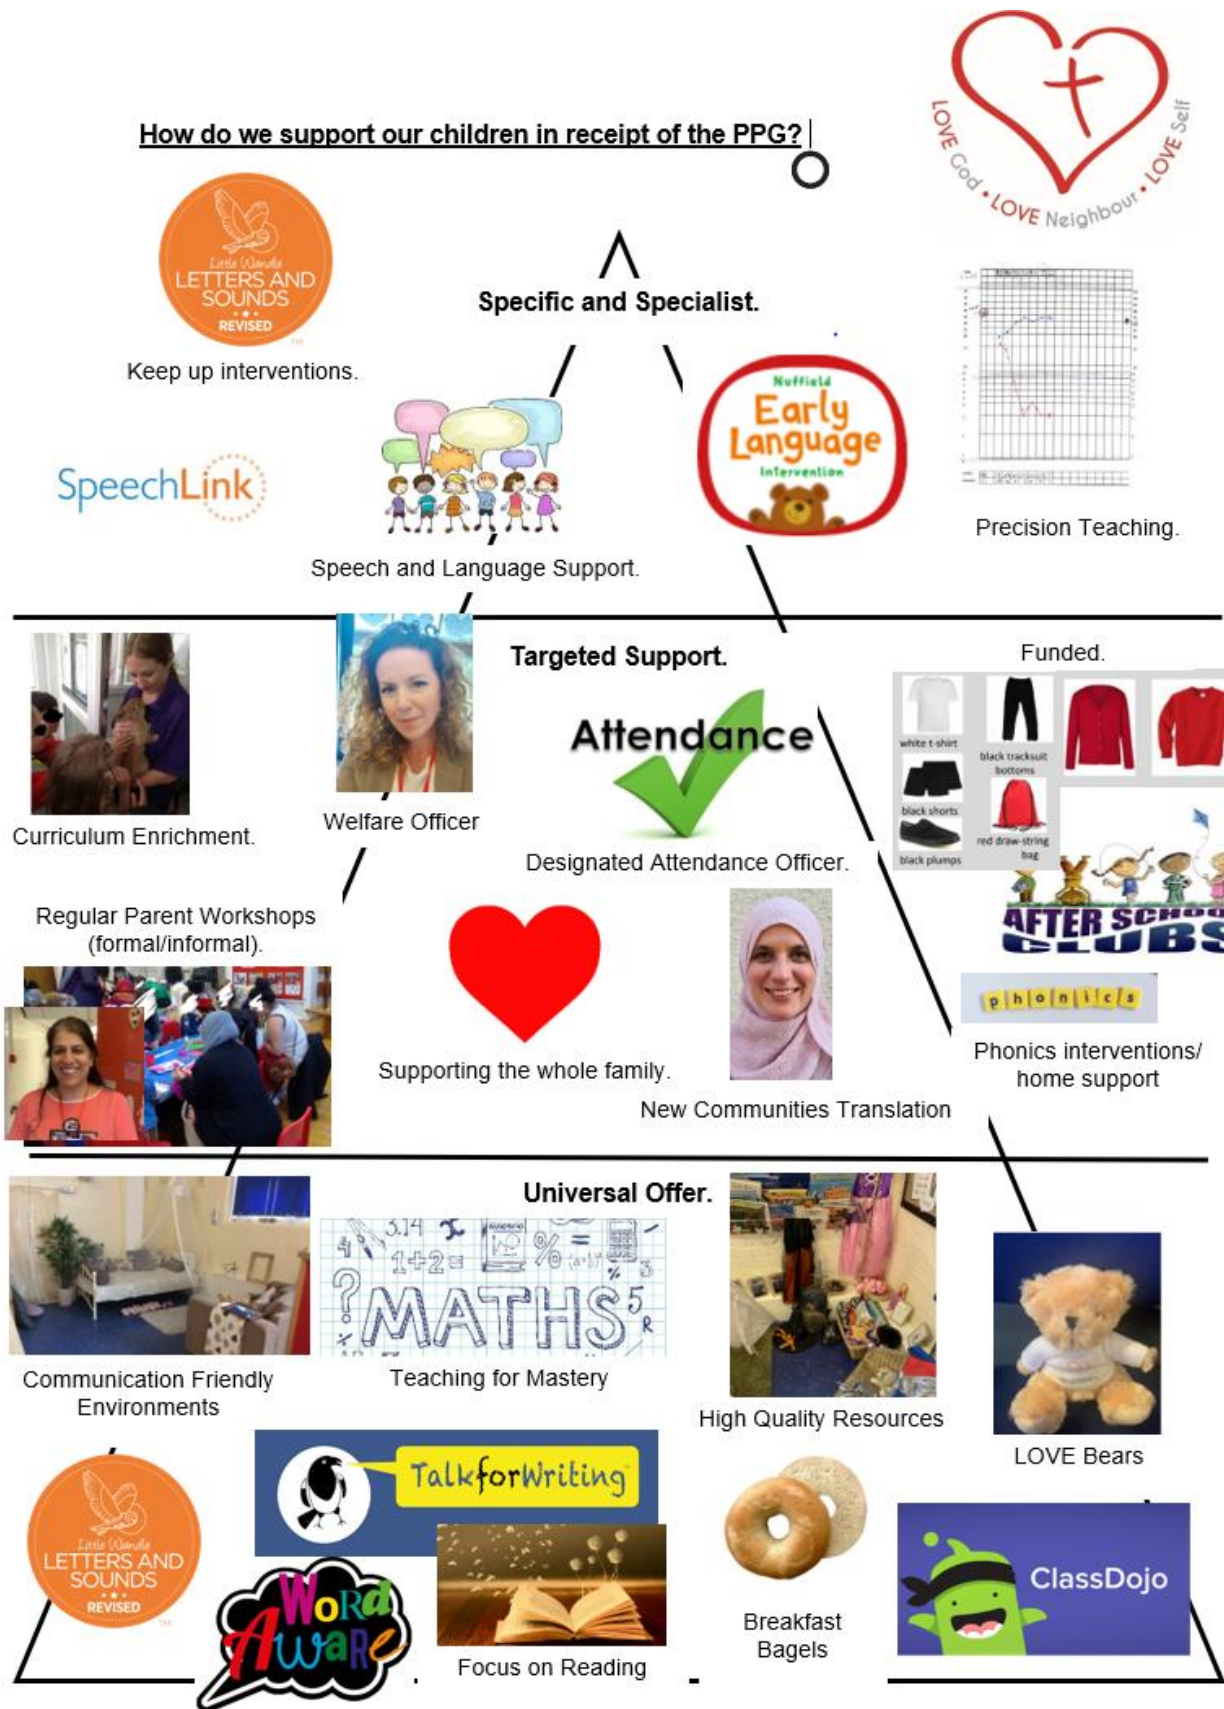 LOVE God • LOVE Neighbour • LOVE Self
How do we support our children in receipt of the PPG?
Little Wandle
LETTERS AND
SOUNDS
REVISED
Keep up interventions.
Specific and Specialist.
SpeechLink
Speech and Language Support.
Nuffield
Early
Language
Intervention
Precision Teaching.
Targeted Support.
Curriculum Enrichment.
Welfare Officer
Attendance
Designated Attendance Officer.
Funded.
white t-shirt
black tracksuit
bottoms
black shorts
red draw-string
bag
black plumps
AFTER SCHOO
CLUBS
Regular Parent Workshops
(formal/informal).
Supporting the whole family.
New Communities Translation
phonics
Phonics interventions/
home support
Universal Offer.
Communication Friendly
Environments
3.14
1+2=
MATHS
Teaching for Mastery
High Quality Resources
LOVE Bears
Little Wandle
LETTERS AND
SOUNDS
REVISED
TalkforWriting
WORD
AWARE
Focus on Reading
Breakfast
Bagels
ClassDojo